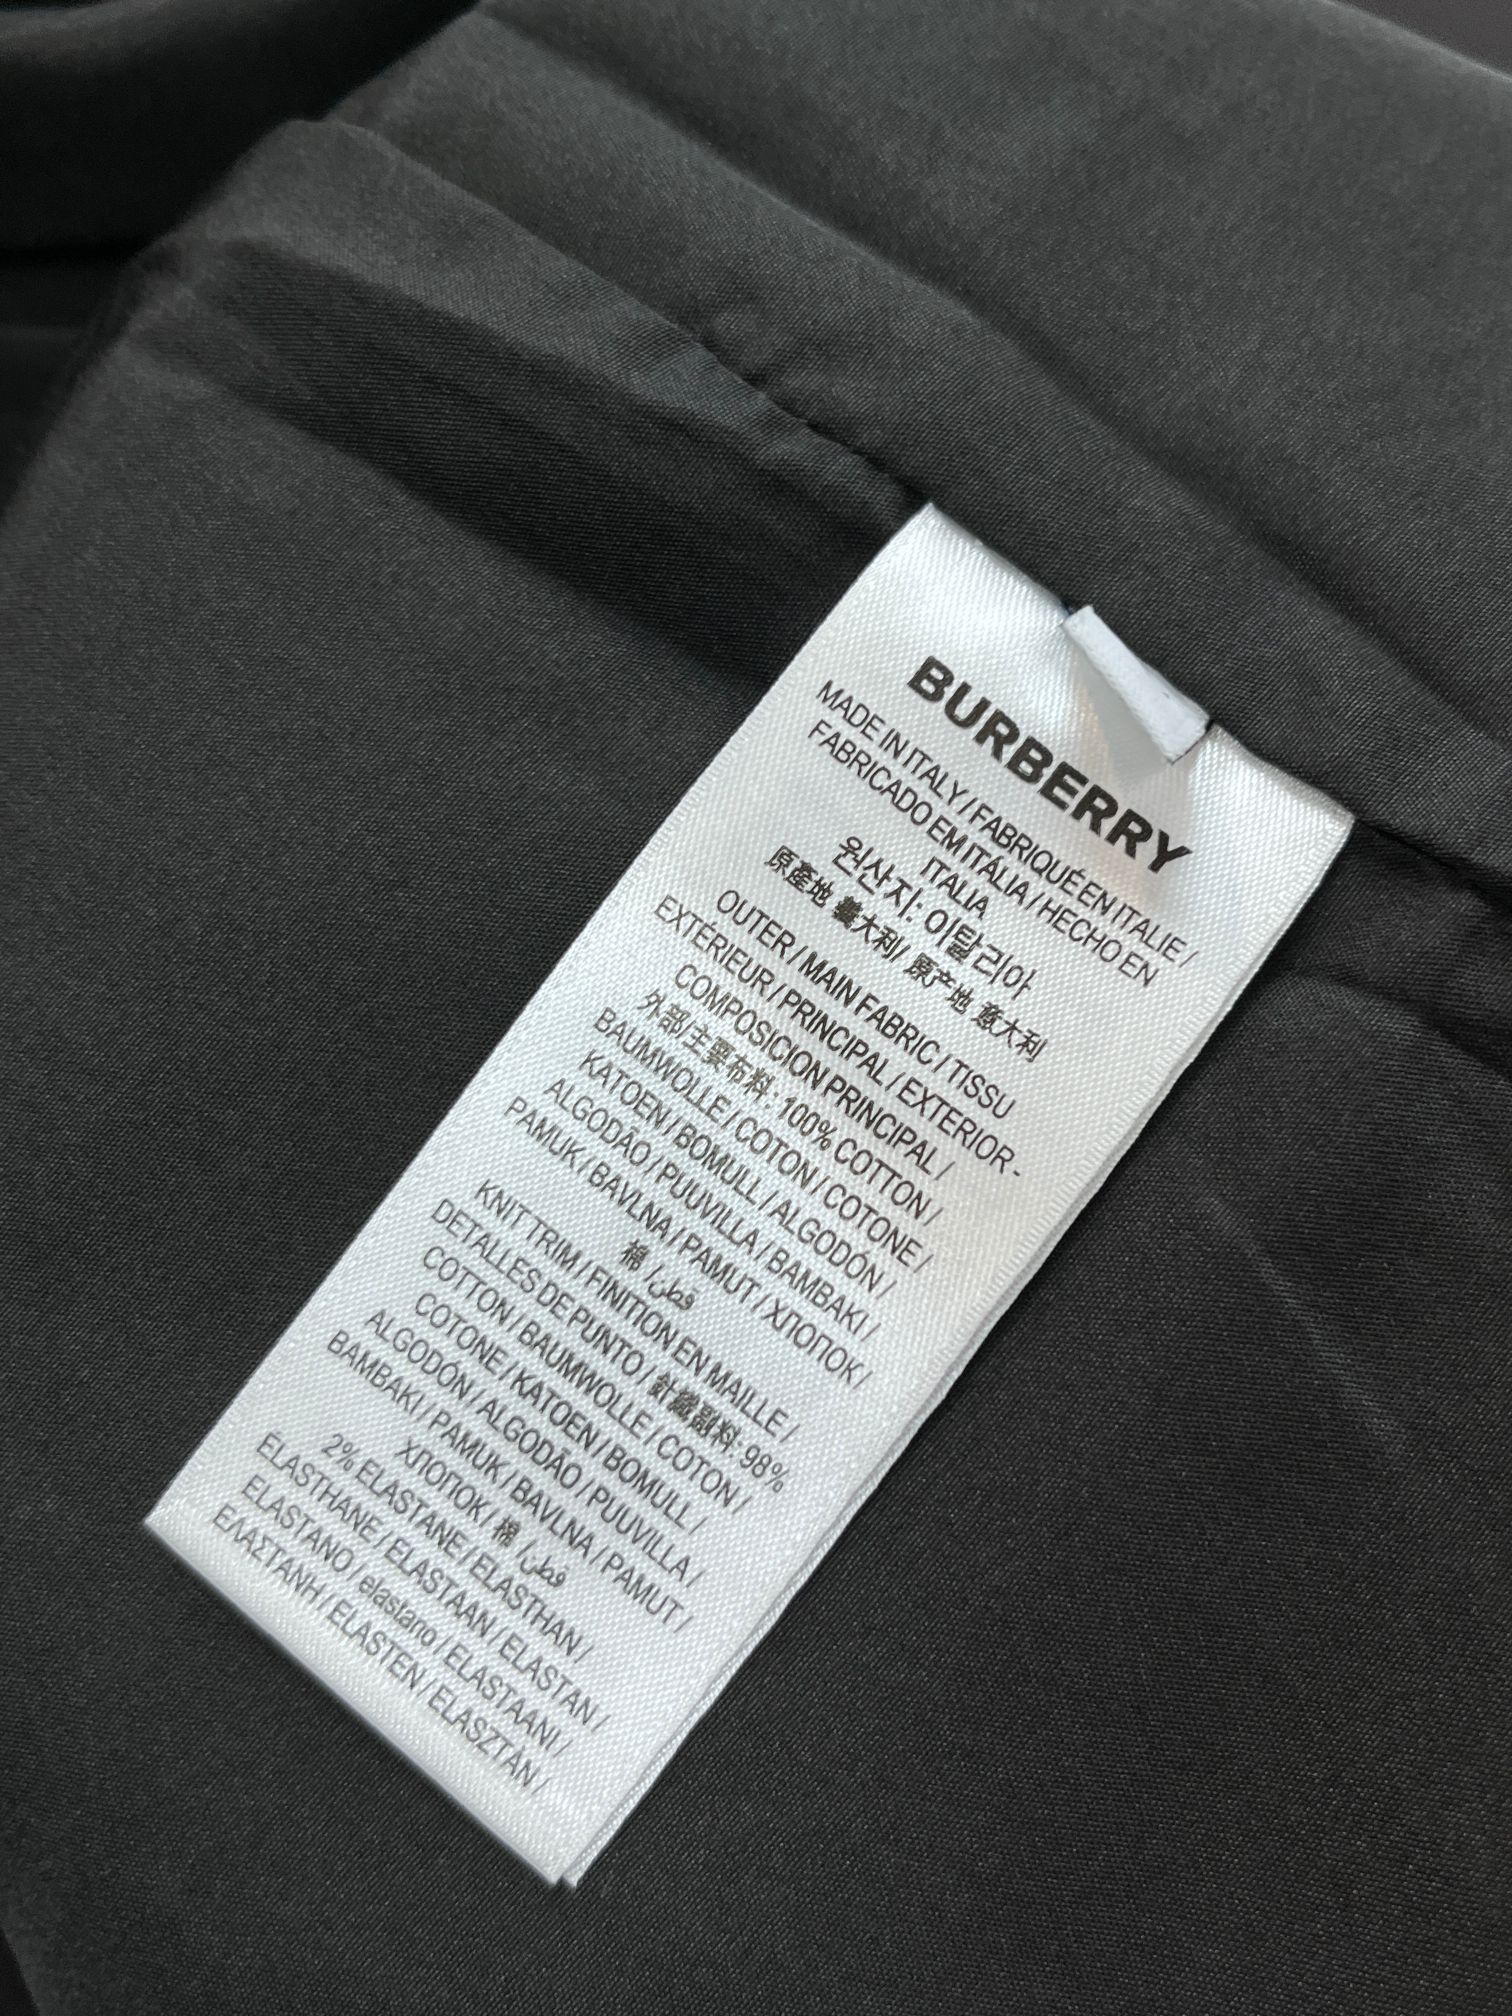 BURBERRY
MADE IN ITALY / FABRIQUÉ EN ITALIE /
FABRICADO EM ITÁLIA / HECHO EN
ITALIA
원산지: 이탈리아
原產地 義大利/ 原产地 意大利
OUTER / MAIN FABRIC / TISSU
EXTÉRIEUR / PRINCIPAL / EXTERIOR -
COMPOSICION PRINCIPAL /
外部/主要布料: 100% COTTON /
BAUMWOLLE / COTON / COTONE /
KATOEN / BOMULL / ALGODÓN /
ALGODÃO / PUUVILLA / BAMBAKI /
PAMUK / BAVLNA / PAMUT / ХЛОПОК /
棉 /قطن
KNIT TRIM / FINITION EN MAILLE /
DETALLES DE PUNTO / 針織副料: 98%
COTTON / BAUMWOLLE / COTON /
COTONE / KATOEN / BOMULL /
ALGODÓN / ALGODÃO / PUUVILLA /
BAMBAKI / PAMUK / BAVLNA / PAMUT /
ХЛОПОК / 棉 /قطن
2% ELASTANE / ELASTHAN /
ELASTHANE / ELASTAAN / ELASTAN /
ELASTANO / elastano / ELASTAANI /
ΕΛΑΣΤΑΝΗ / ELASTEN / ELASZTÁN /